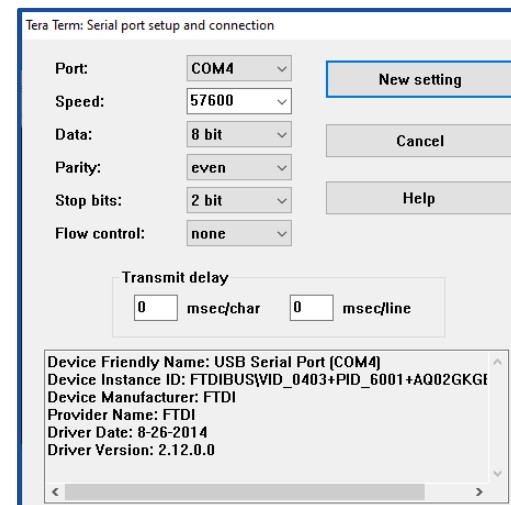 Tera Term: Serial port setup and connection
Port: COM4
New setting
Speed: 57600
Data: 8 bit
Cancel
Parity: even
Stop bits: 2 bit
Help
Flow control: none
Transmit delay
0 msec/char 0 msec/line
Device Friendly Name: USB Serial Port (COM4)
Device Instance ID: FTDIBUS\VID_0403+PID_6001+AQ02GKGE
Device Manufacturer: FTDI
Provider Name: FTDI
Driver Date: 8-26-2014
Driver Version: 2.12.0.0